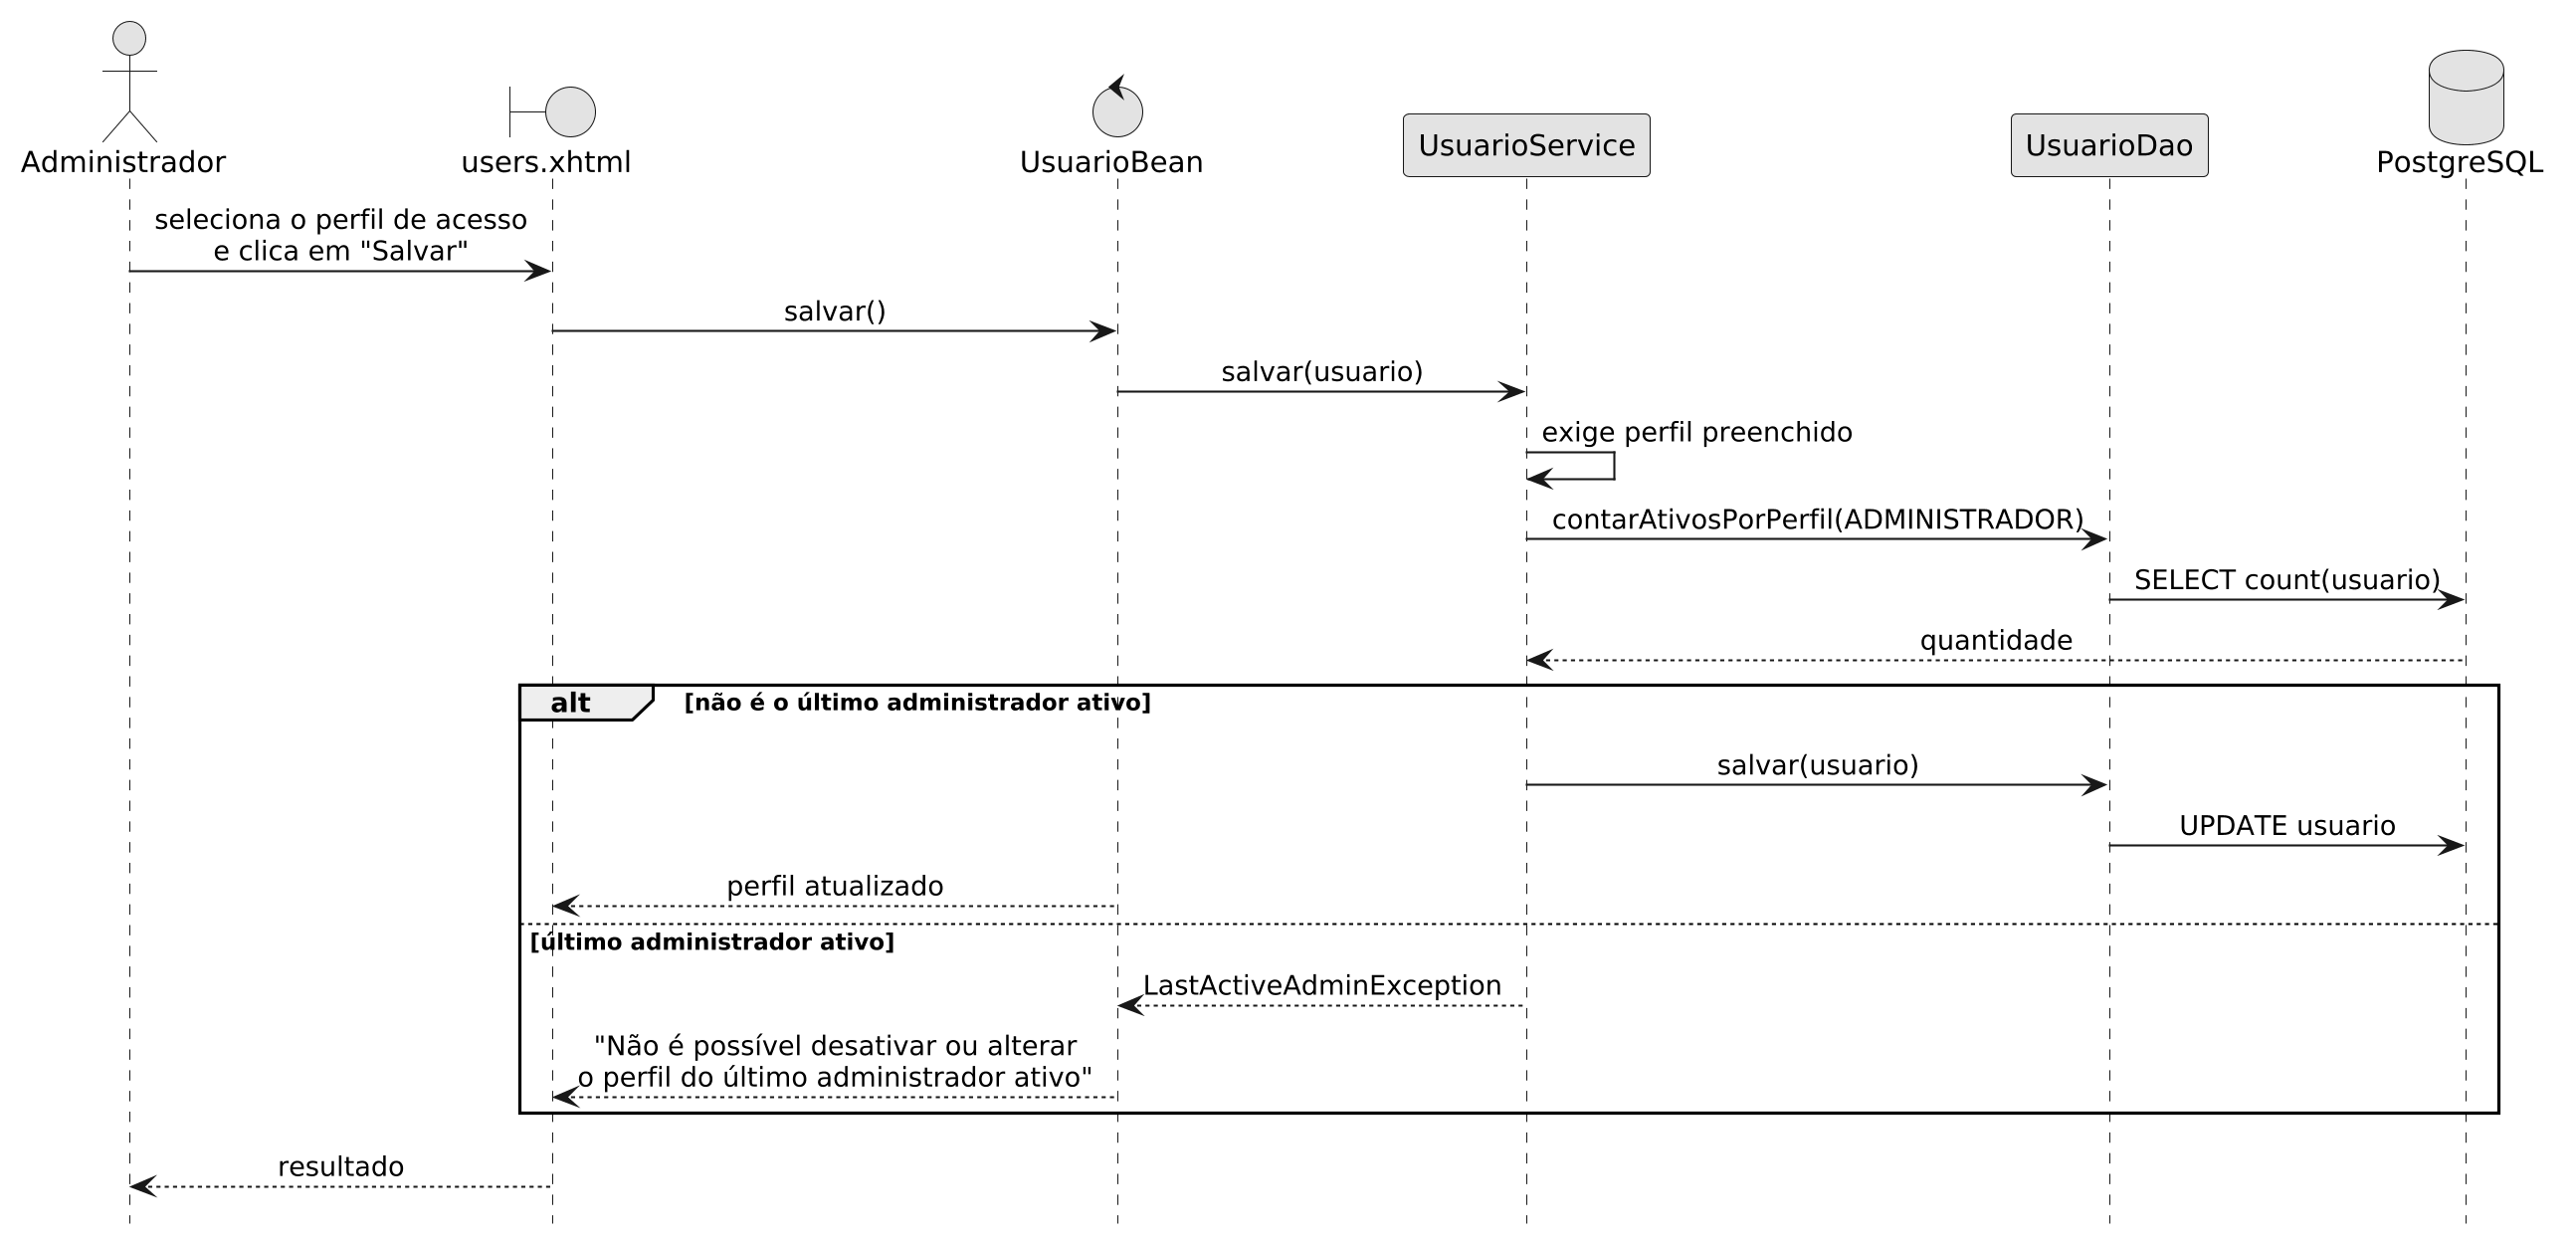 Administrador
users.xhtml
UsuarioBean
UsuarioService
UsuarioDao
PostgreSQL
seleciona o perfil de acesso
e clica em "Salvar"
salvar()
salvar(usuario)
exige perfil preenchido
contarAtivosPorPerfil(ADMINISTRADOR)
SELECT count(usuario)
quantidade
alt [não é o último administrador ativo]
salvar(usuario)
UPDATE usuario
perfil atualizado
[último administrador ativo]
LastActiveAdminException
"Não é possível desativar ou alterar
o perfil do último administrador ativo"
resultado